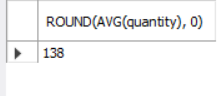 ROUND(AVG(quantity), 0)
138